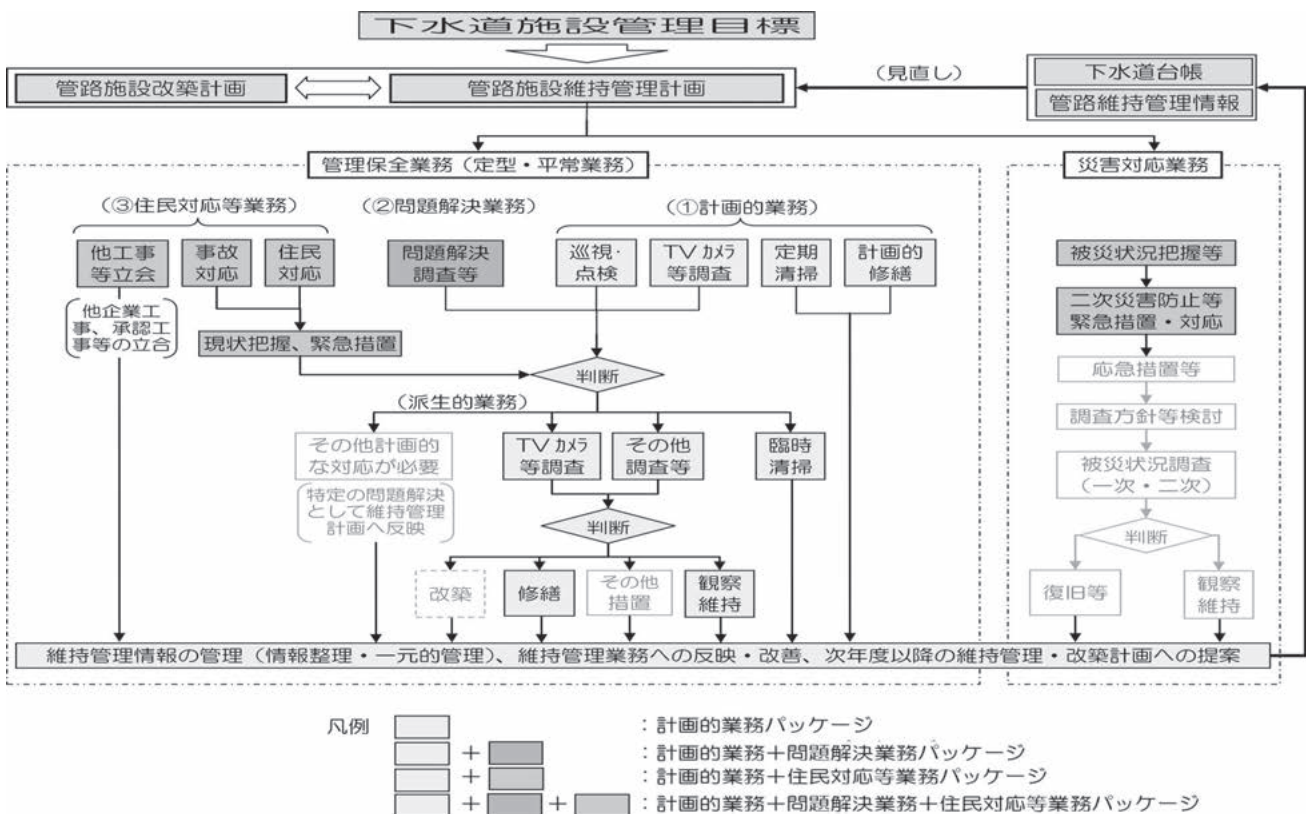 下水道施設管理目標
管路施設改築計画
管路施設維持管理計画
(見直し)
下水道台帳
管路維持管理情報
管理保全業務(定型・平常業務)
災害対応業務
(③住民対応等業務)
(②問題解決業務)
(①計画的業務)
他工事
等立会
事故
対応
住民
対応
問題解決
調査等
巡視・
点検
TVカメラ
等調査
定期
清掃
計画的
修繕
他企業工
事、承認工
事等の立合
現状把握、緊急措置
判断
(派生的業務)
その他計画的
な対応が必要
特定の問題解決
として維持管理
計画へ反映
TVカメラ
等調査
その他
調査等
臨時
清掃
判断
改築
修繕
その他
措置
観察
維持
被災状況把握等
二次災害防止等
緊急措置・対応
応急措置等
調査方針等検討
被災状況調査
(一次・二次)
判断
復旧等
観察
維持
維持管理情報の管理(情報整理・一元的管理)、維持管理業務への反映・改善、次年度以降の維持管理・改築計画への提案
凡例
:計画的業務パッケージ
+ :計画的業務+問題解決業務パッケージ
+ :計画的業務+住民対応等業務パッケージ
+ + :計画的業務+問題解決業務+住民対応等業務パッケージ